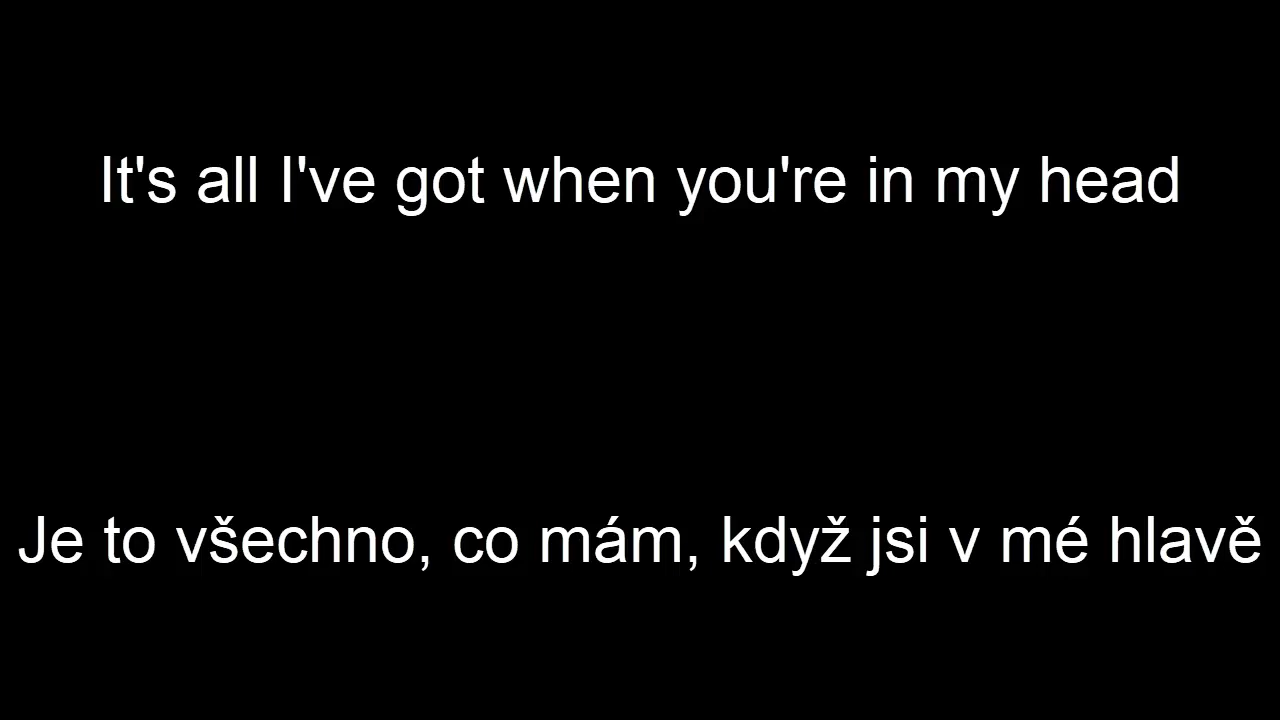 It's all I've got when you're in my head
Je to všechno, co mám, když jsi v mé hlavě